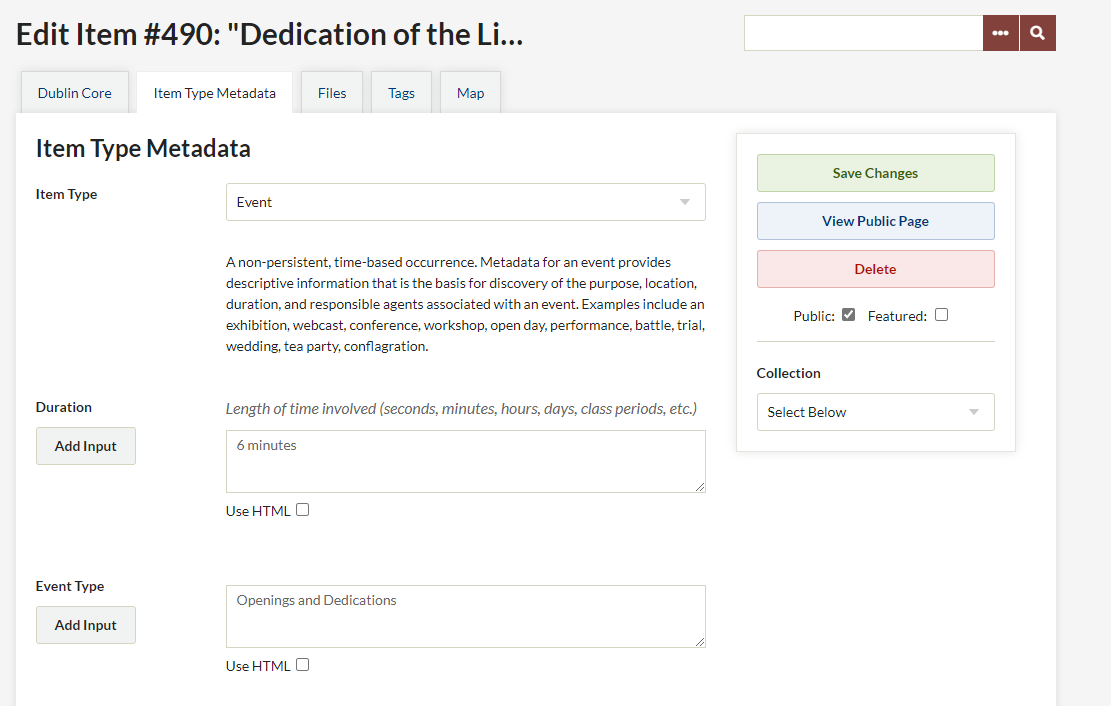 Edit Item #490: "Dedication of the Li...
Dublin Core
Item Type Metadata
Files
Tags
Map
Item Type Metadata
Item Type
Event
A non-persistent, time-based occurrence. Metadata for an event provides
descriptive information that is the basis for discovery of the purpose, location,
duration, and responsible agents associated with an event. Examples include an
exhibition, webcast, conference, workshop, open day, performance, battle, trial,
wedding, tea party, conflagration.
Duration
Add Input
Length of time involved (seconds, minutes, hours, days, class periods, etc.)
6 minutes
Use HTML
Event Type
Add Input
Openings and Dedications
Use HTML
Save Changes
View Public Page
Delete
Public: Featured:
Collection
Select Below